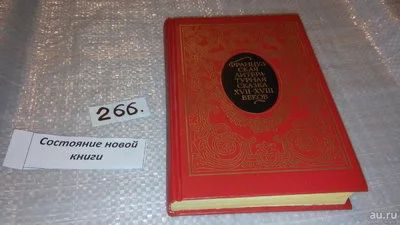 ФРАНЦУЗ
СКАЯ
ЛИТЕРА
ТУРНАЯ
СКАЗКА
XVII-XVIII
ВЕКОВ
266.
Состояние новой
книги
au.ru